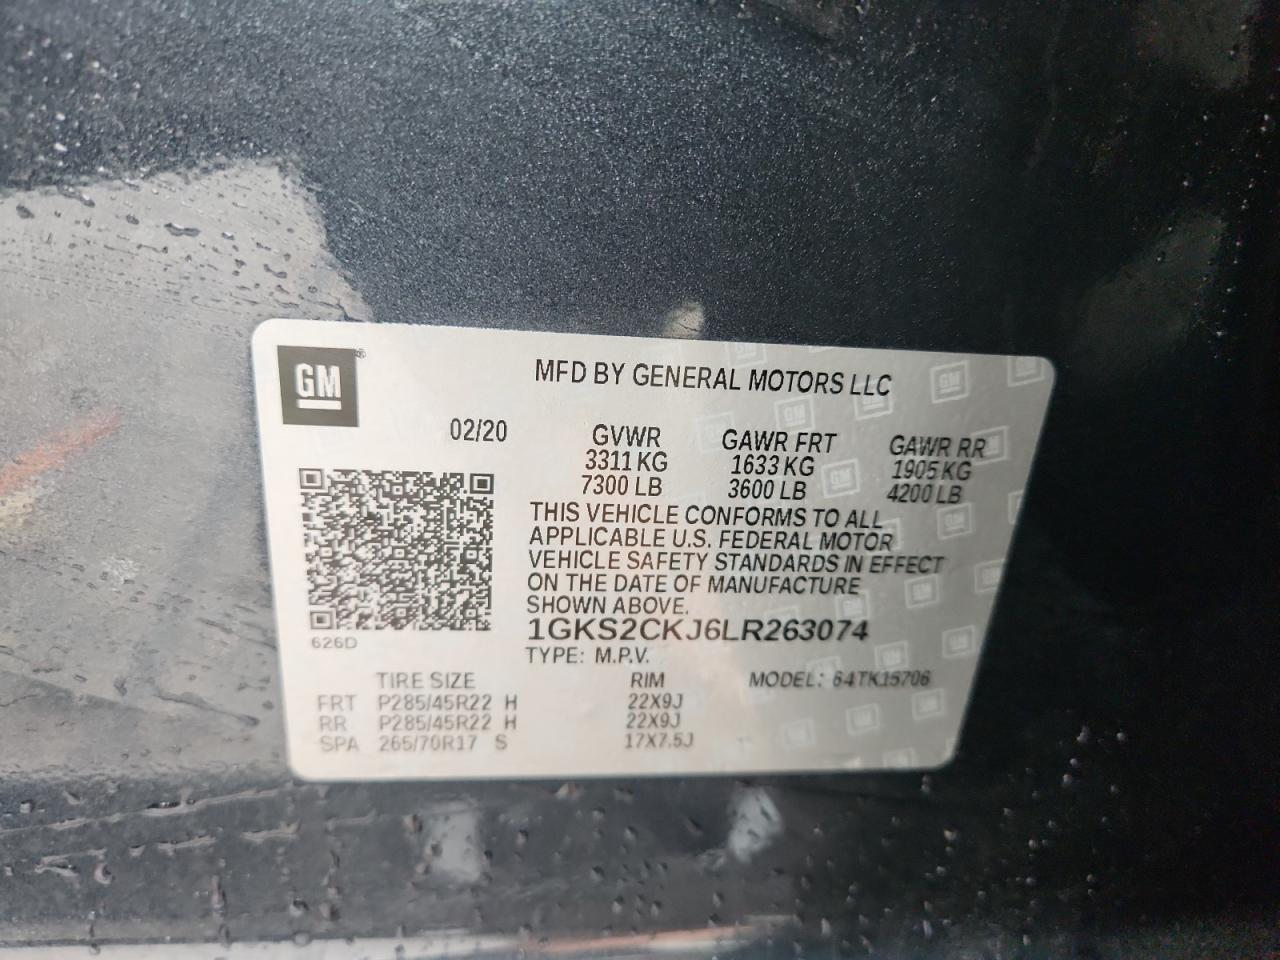 GM
MFD BY GENERAL MOTORS LLC
02/20
GVWR GAWR FRT GAWR RR
3311 KG 1633 KG 1905 KG
7300 LB 3600 LB 4200 LB
THIS VEHICLE CONFORMS TO ALL
APPLICABLE U.S. FEDERAL MOTOR
VEHICLE SAFETY STANDARDS IN EFFECT
ON THE DATE OF MANUFACTURE
SHOWN ABOVE.
626D
1GKS2CKJ6LR263074
TYPE: M.P.V.
TIRE SIZE RIM MODEL: 64TK15706
FRT P285/45R22 H 22X9J
RR P285/45R22 H 22X9J
SPA 265/70R17 S 17X7.5J